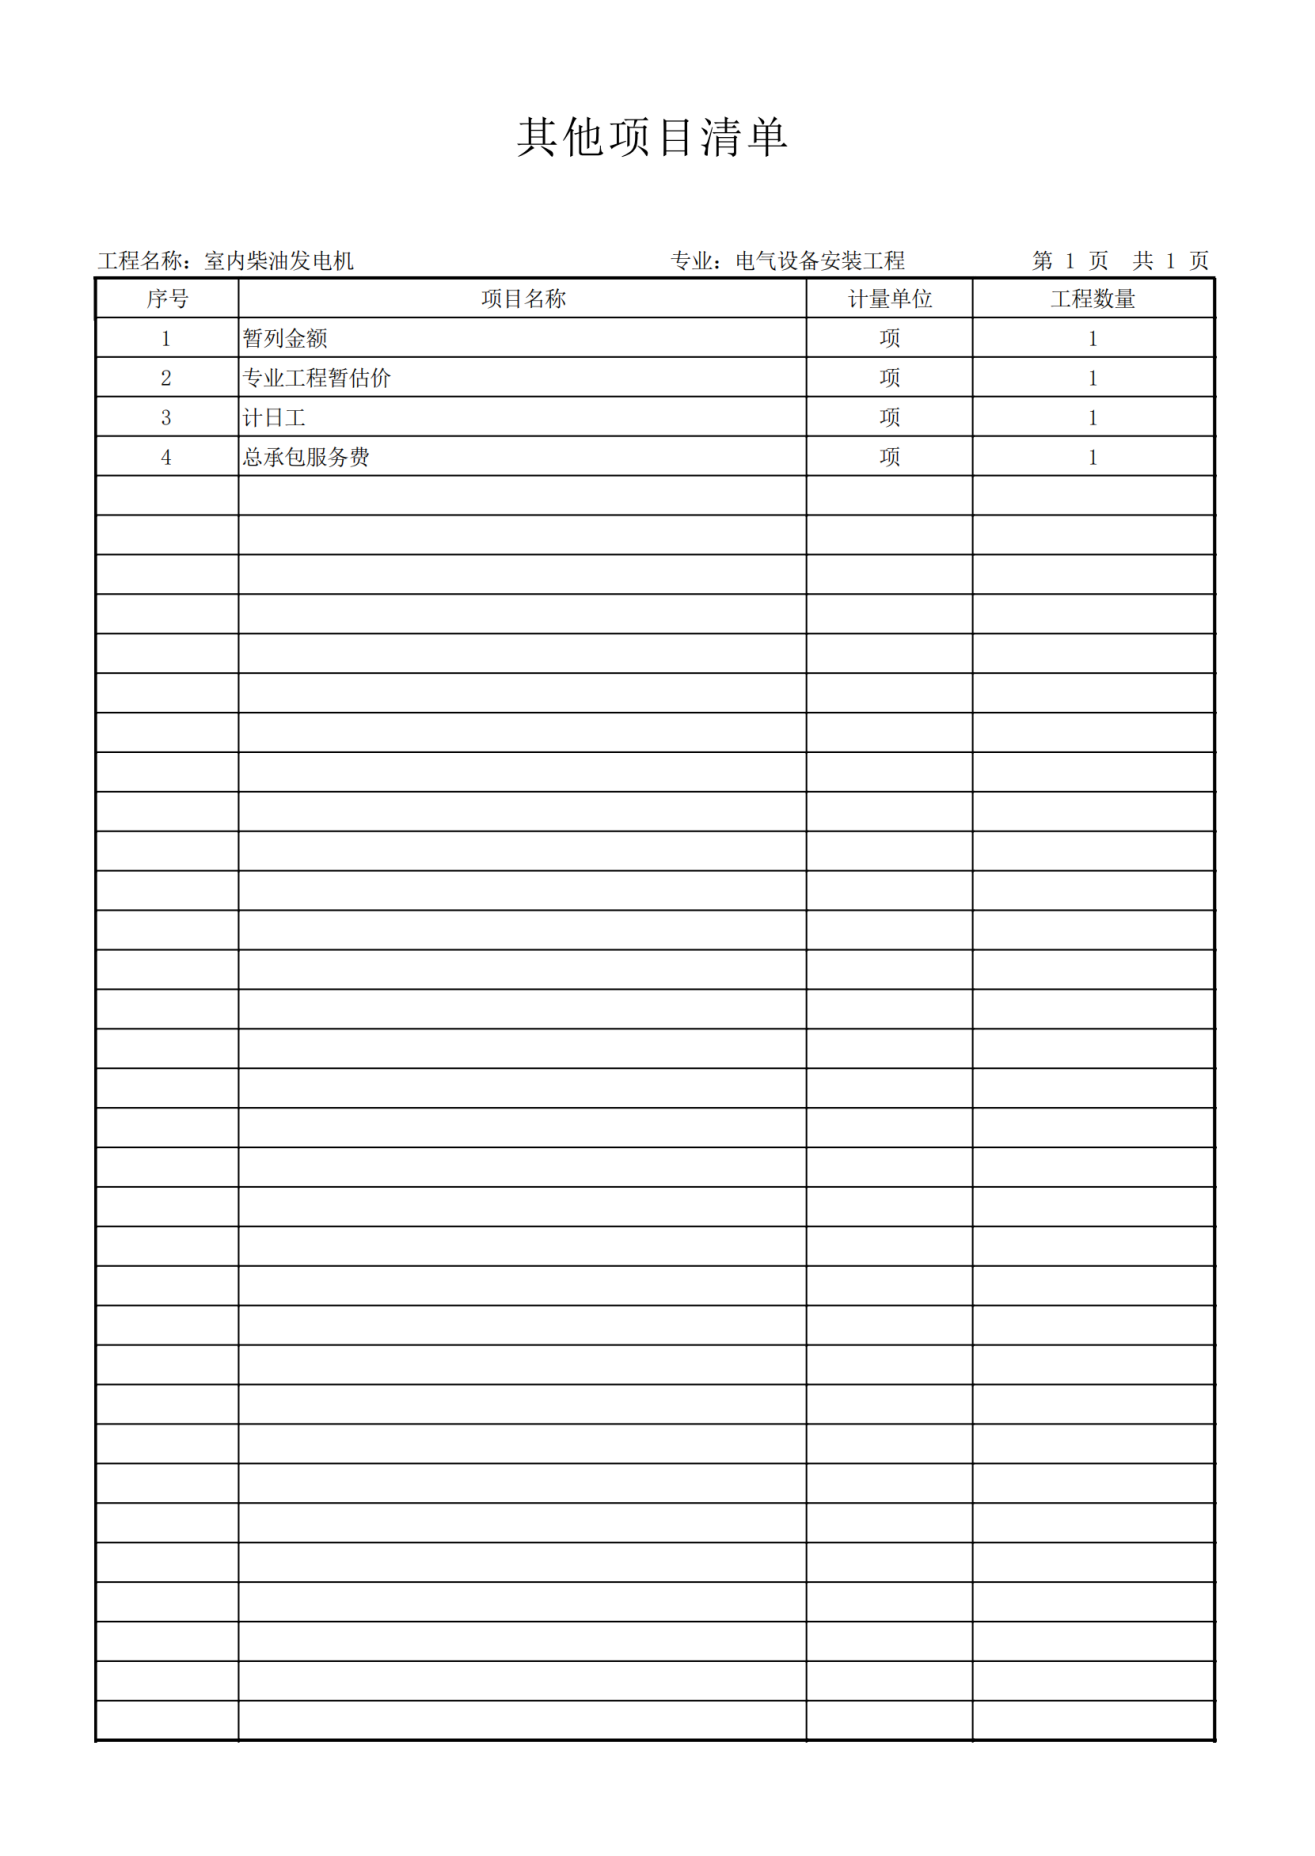 其他项目清单
工程名称：室内柴油发电机 专业：电气设备安装工程 第 1 页 共 1 页
序号 项目名称 计量单位 工程数量
1 暂列金额 项 1
2 专业工程暂估价 项 1
3 计日工 项 1
4 总承包服务费 项 1